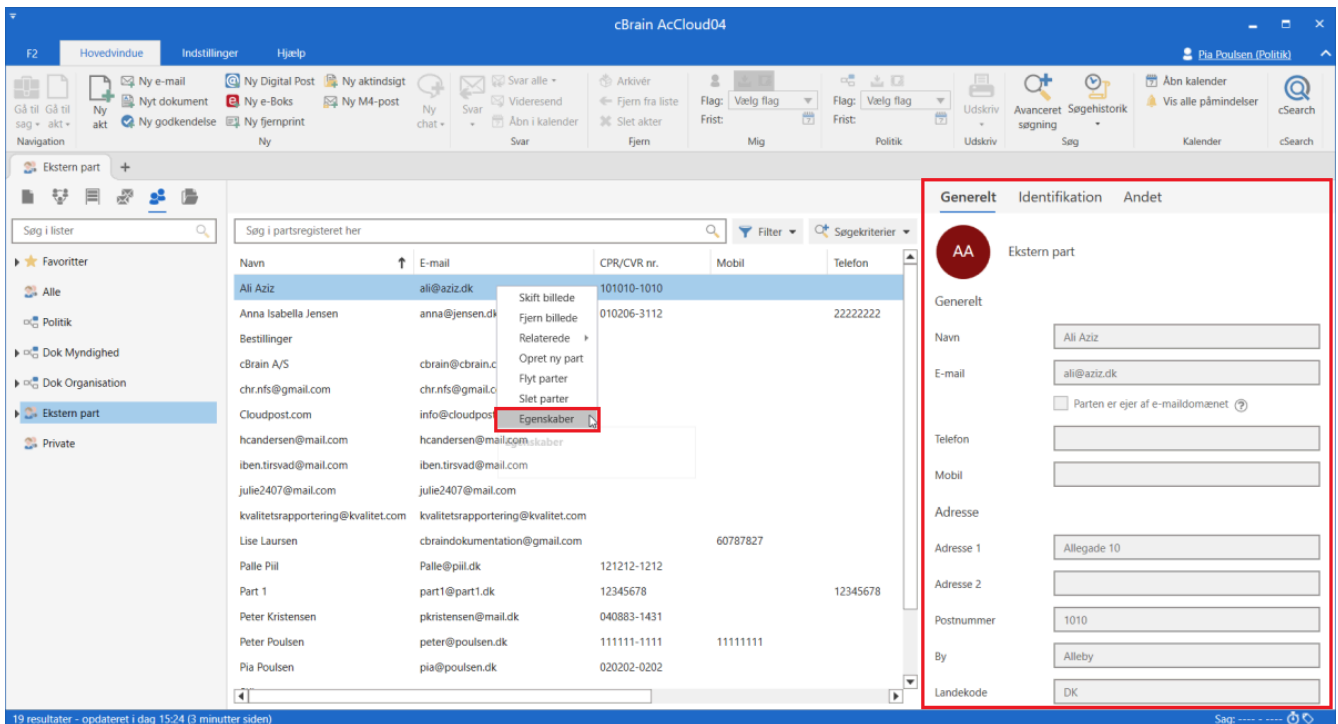 cBrain AcCloud04
F2 Hovedvindue Indstillinger Hjælp Pia Poulsen (Politik)
Gå til sag Gå til akt
Navigation
Ny akt
Ny e-mail
Nyt dokument
Ny godkendelse
Ny Digital Post
Ny e-Boks
Ny fjernprint
Ny aktindsigt
Ny M4-post
Ny chat
Ny
Svar
Svar alle
Videresend
Åbn i kalender
Svar
Arkivér
Fjern fra liste
Slet akter
Fjern
Flag: Vælg flag
Frist:
Mig
Flag: Vælg flag
Frist:
Politik
Udskriv
Udskriv
Avanceret søgning
Søgehistorik
Søg
Åbn kalender
Vis alle påmindelser
Kalender
cSearch
cSearch
Ekstern part +
Søg i lister
Favoritter
Alle
Politik
Dok Myndighed
Dok Organisation
Ekstern part
Private
Søg i partsregisteret her Filter Søgekriterier
Navn E-mail CPR/CVR nr. Mobil Telefon
Ali Aziz ali@aziz.dk 101010-1010
Anna Isabella Jensen anna@jensen.dk 010206-3112 22222222
Bestillinger
cBrain A/S cbrain@cbrain.c
chr.nfs@gmail.com chr.nfs@gmail.c
Cloudpost.com info@cloudpost
hcandersen@mail.com hcandersen@mail.com
iben.tirsvad@mail.com iben.tirsvad@mail.com
julie2407@mail.com julie2407@mail.com
kvalitetsrapportering@kvalitet.com kvalitetsrapportering@kvalitet.com
Lise Laursen cbraindokumentation@gmail.com 60787827
Palle Piil Palle@piil.dk 121212-1212
Part 1 part1@part1.dk 12345678 12345678
Peter Kristensen pkristensen@mail.dk 040883-1431
Peter Poulsen peter@poulsen.dk 111111-1111 11111111
Pia Poulsen pia@poulsen.dk 020202-0202
Skift billede
Fjern billede
Relaterede
Opret ny part
Flyt parter
Slet parter
Egenskaber
Egenskaber
Generelt Identifikation Andet
AA Ekstern part
Generelt
Navn Ali Aziz
E-mail ali@aziz.dk
Parten er ejer af e-maildomænet ?
Telefon
Mobil
Adresse
Adresse 1 Allegade 10
Adresse 2
Postnummer 1010
By Alleby
Landekode DK
19 resultater - opdateret i dag 15:24 (3 minutter siden) Sag: ---- - ----